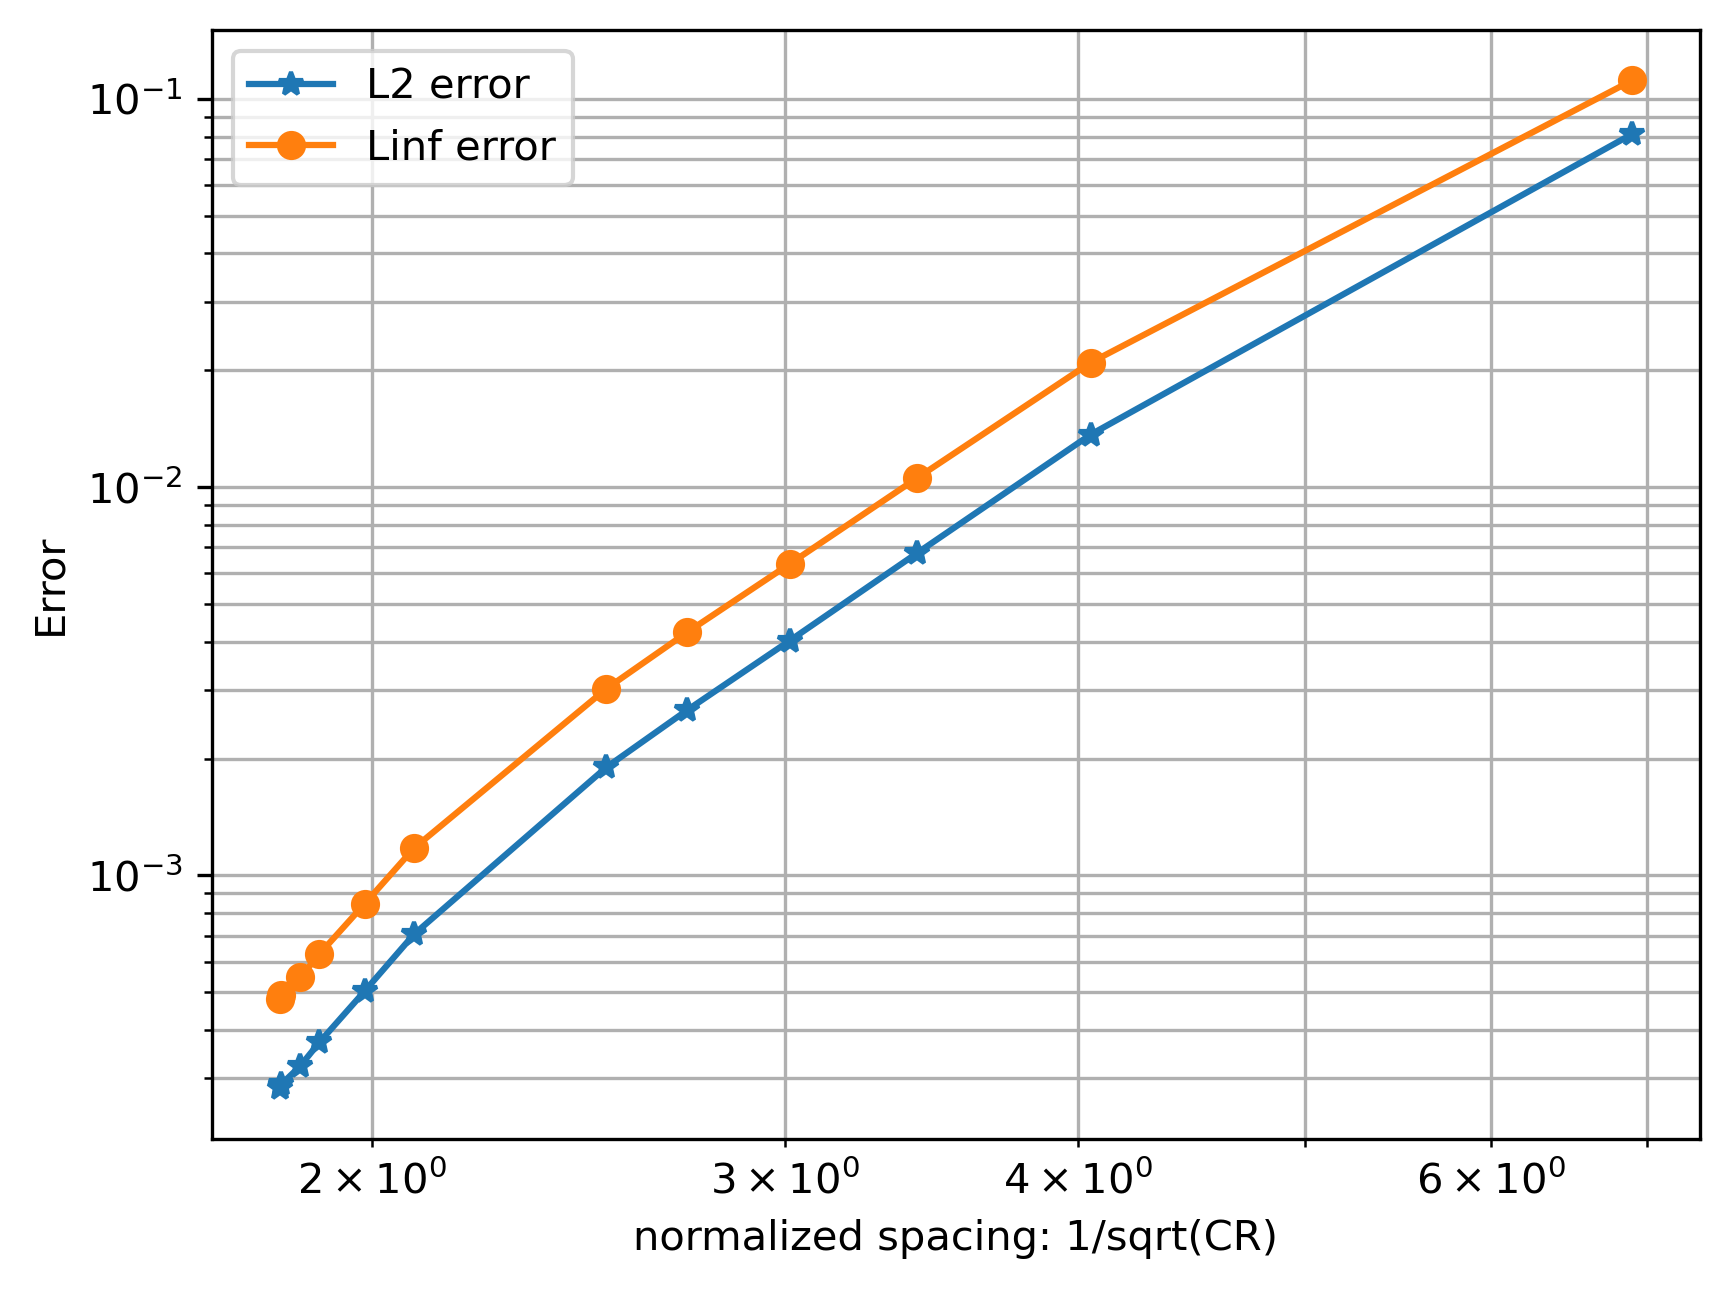 L2 error
Linf error
10⁻¹
10⁻²
10⁻³
Error
2 × 10⁰
3 × 10⁰
4 × 10⁰
6 × 10⁰
normalized spacing: 1/sqrt(CR)